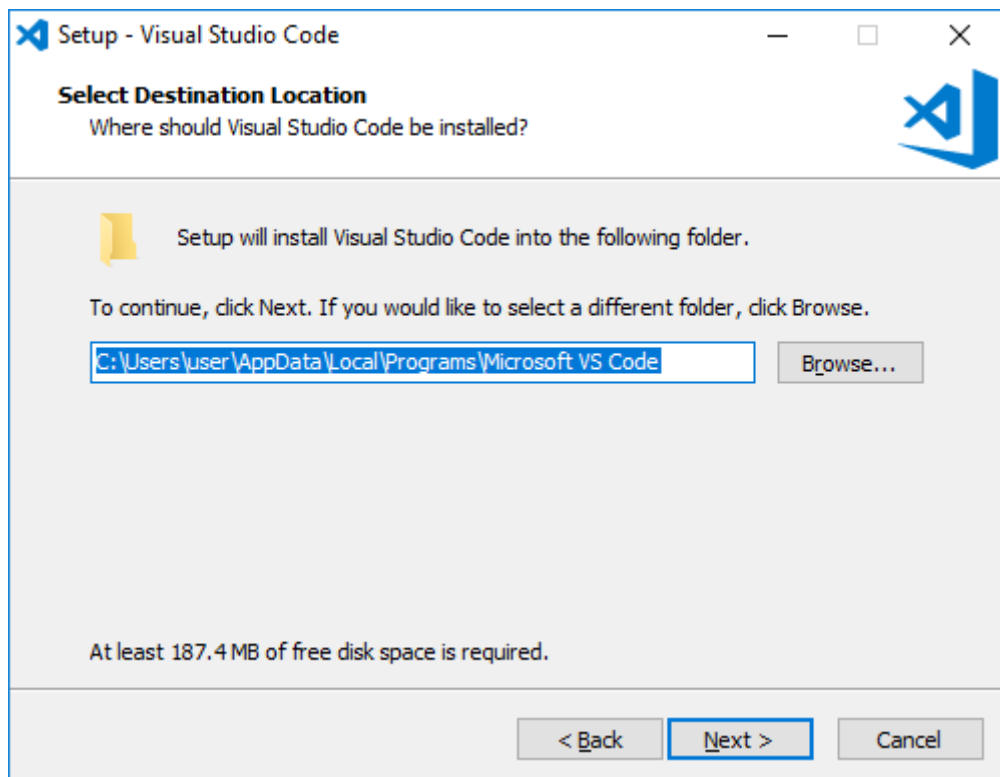 Setup - Visual Studio Code
Select Destination Location
Where should Visual Studio Code be installed?
Setup will install Visual Studio Code into the following folder.
To continue, click Next. If you would like to select a different folder, click Browse.
C:\Users\user\AppData\Local\Programs\Microsoft VS Code
Browse...
At least 187.4 MB of free disk space is required.
< Back
Next >
Cancel